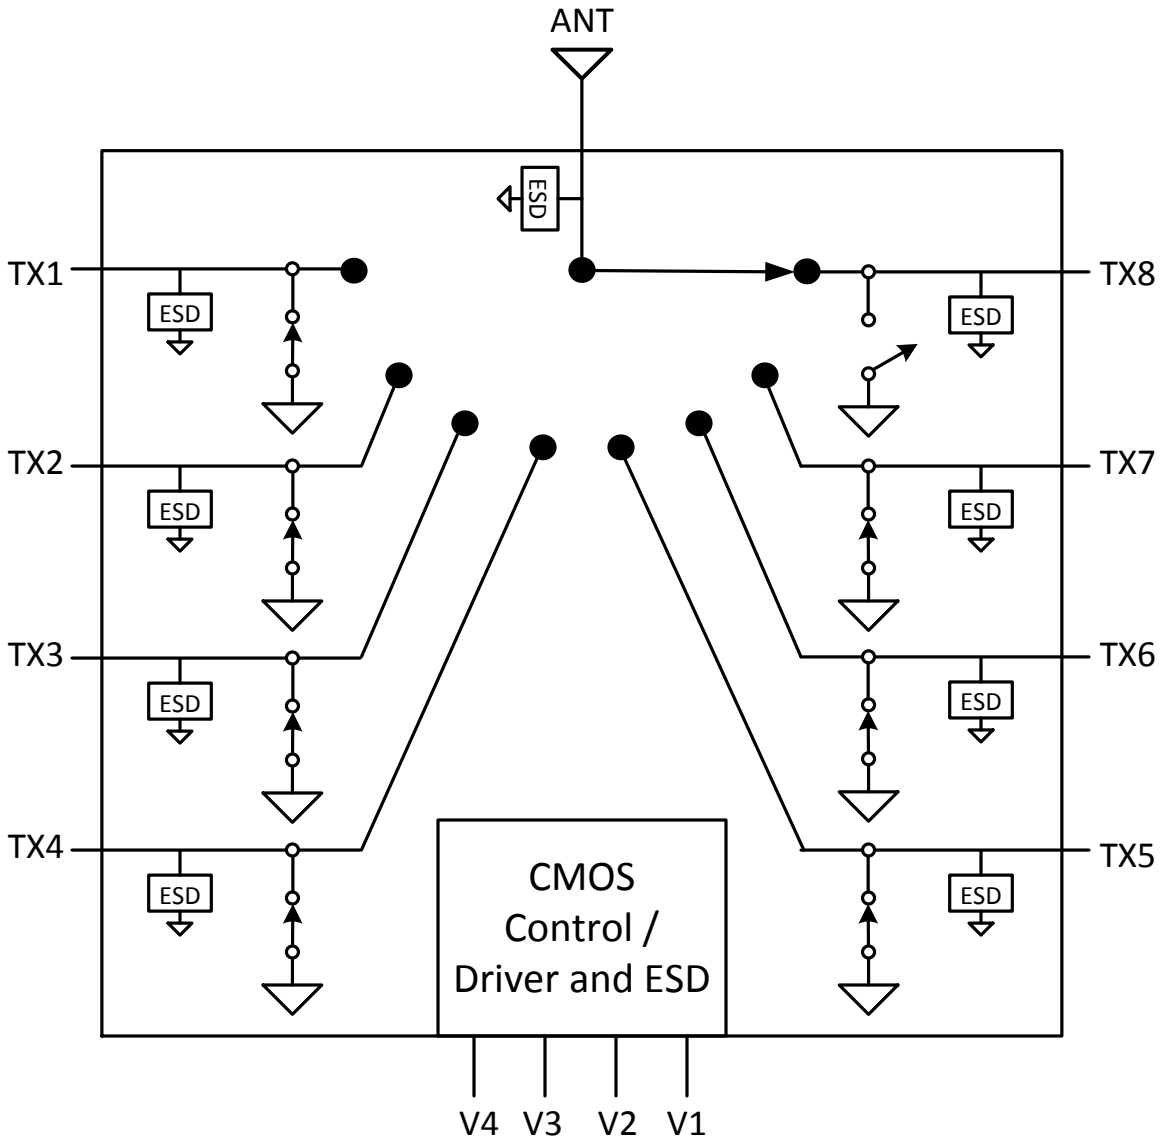 ANT
ESD
TX1
ESD
TX8
ESD
TX2
ESD
TX7
ESD
TX3
ESD
TX6
ESD
TX4
ESD
TX5
ESD
CMOS
Control /
Driver and ESD
V4 V3 V2 V1